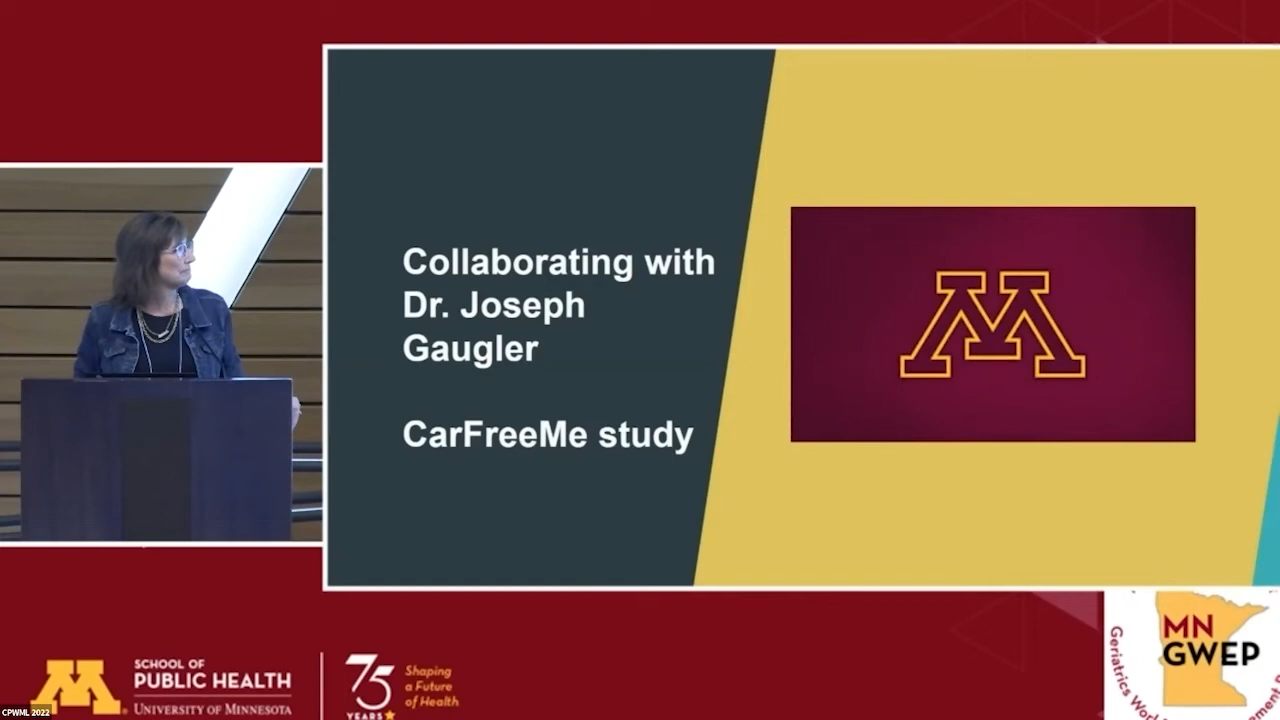 Collaborating with
Dr. Joseph
Gaugler
CarFreeMe study
SCHOOL OF
PUBLIC HEALTH
UNIVERSITY OF MINNESOTA
75
YEARS
Shaping
a Future
of Health
MN
GWEP
Geriatrics
CPWML 2022